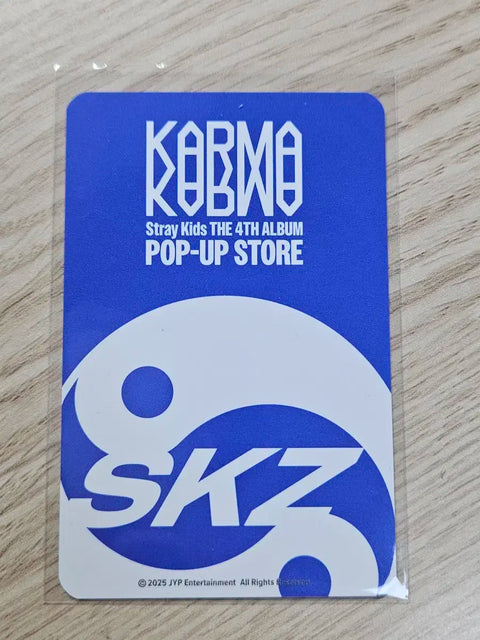 KARMA
KARMA
Stray Kids THE 4TH ALBUM
POP-UP STORE
SKZ
© 2025 JYP Entertainment All Rights Reserved.